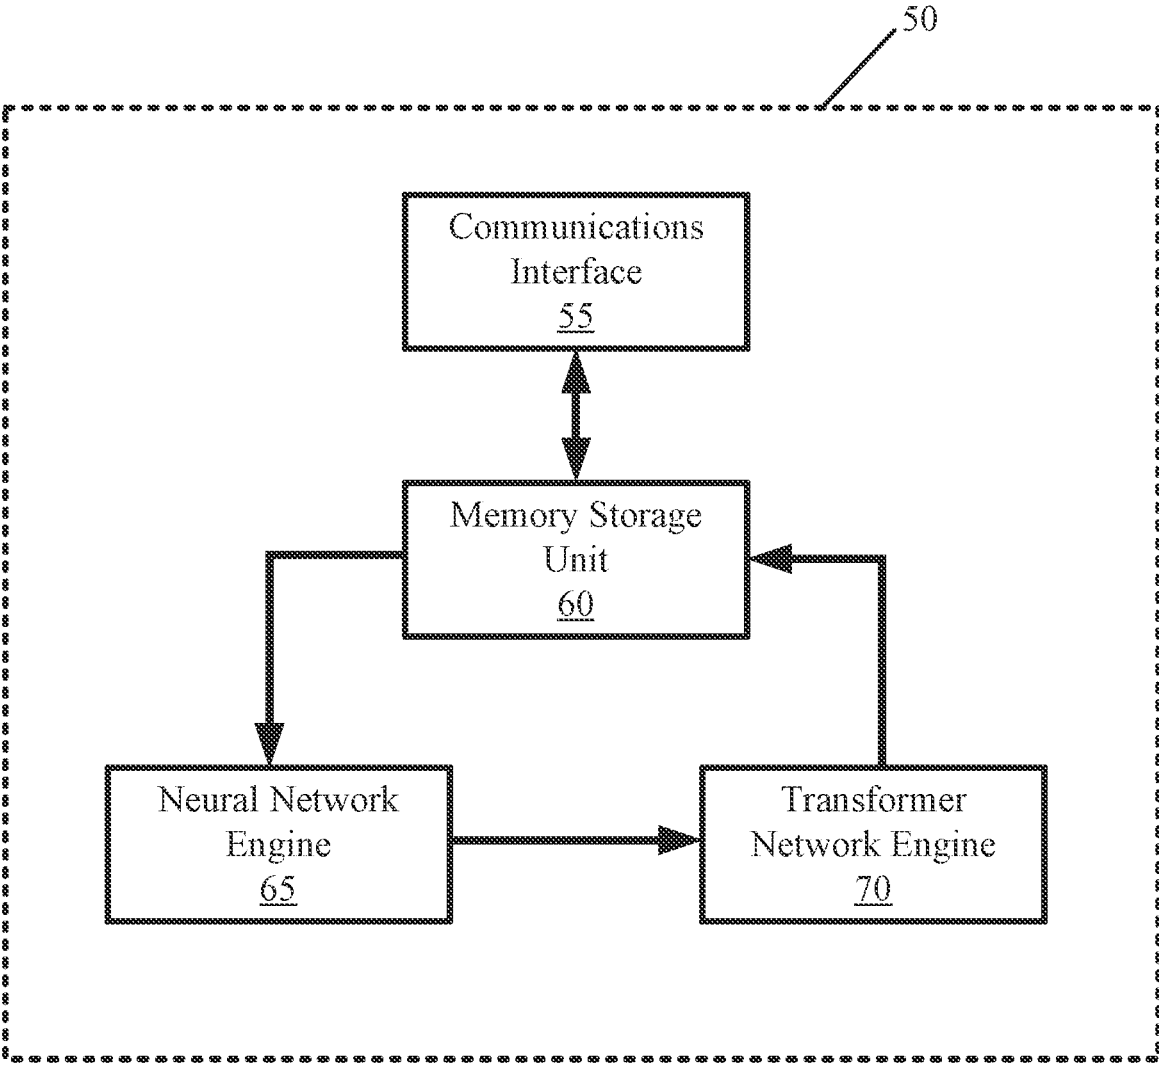 50
Communications
Interface
55
Memory Storage
Unit
60
Neural Network
Engine
65
Transformer
Network Engine
70